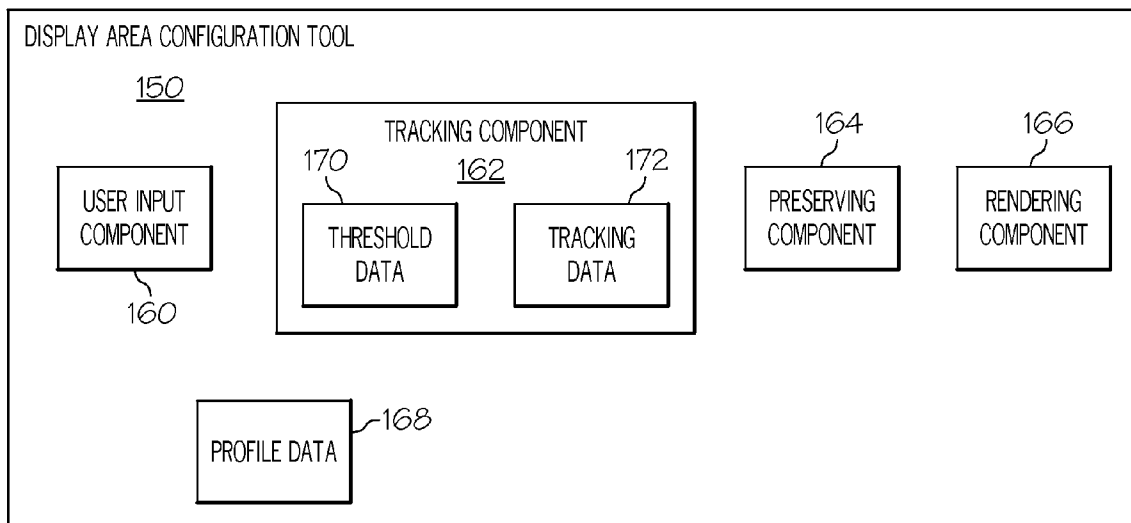 DISPLAY AREA CONFIGURATION TOOL
150
TRACKING COMPONENT
162
170
172
164
166
USER INPUT
COMPONENT
160
THRESHOLD
DATA
TRACKING
DATA
PRESERVING
COMPONENT
RENDERING
COMPONENT
PROFILE DATA
168